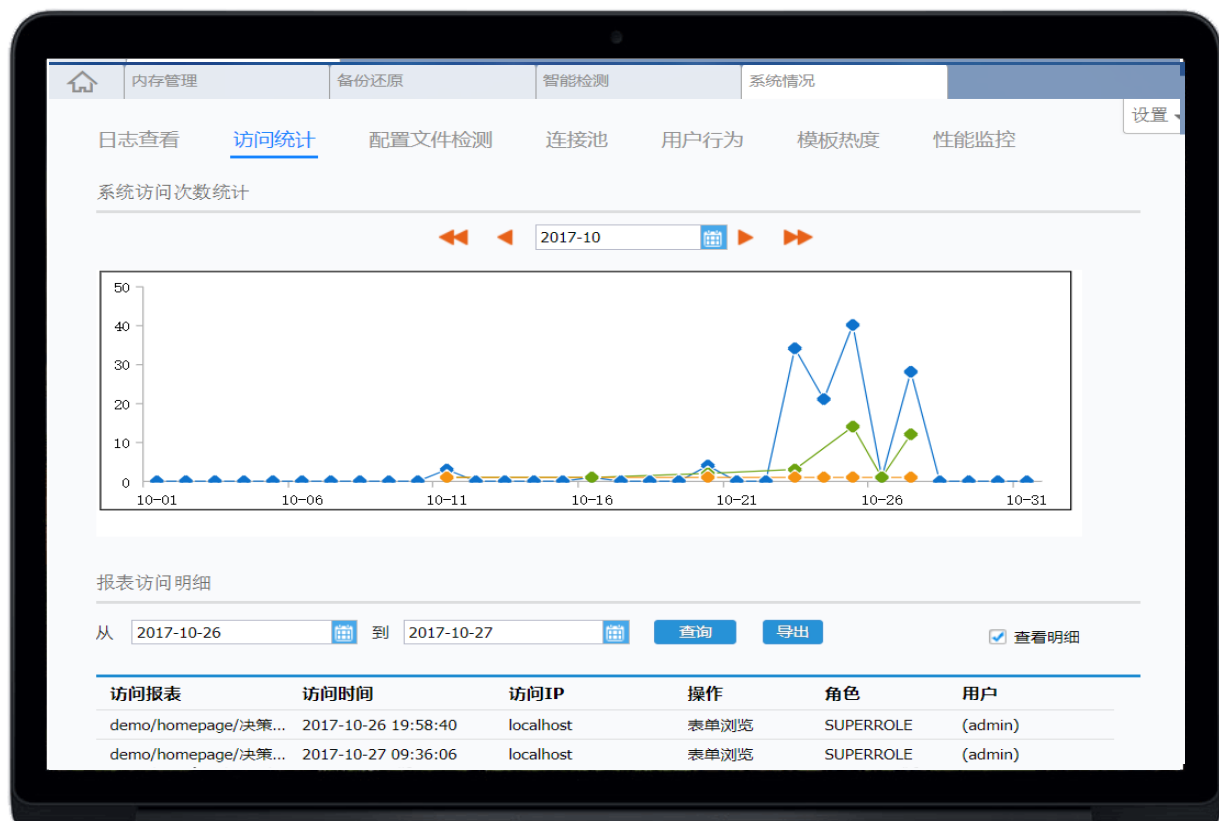 内存管理 备份还原 智能检测 系统情况
设置
日志查看 访问统计 配置文件检测 连接池 用户行为 模板热度 性能监控
系统访问次数统计
2017-10
50
40
30
20
10
0
10-01 10-06 10-11 10-16 10-21 10-26 10-31
报表访问明细
从 2017-10-26 到 2017-10-27 查询 导出 查看明细
访问报表 访问时间 访问IP 操作 角色 用户
demo/homepage/决策... 2017-10-26 19:58:40 localhost 表单浏览 SUPERROLE (admin)
demo/homepage/决策... 2017-10-27 09:36:06 localhost 表单浏览 SUPERROLE (admin)